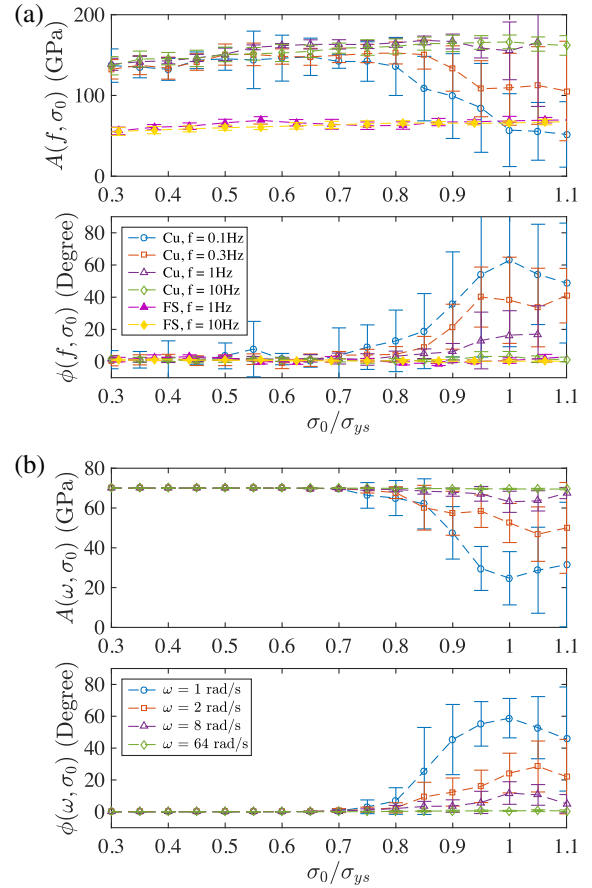 (a)
A(f, σ₀) (GPa)
200
100
0
0.3 0.4 0.5 0.6 0.7 0.8 0.9 1 1.1
ϕ(f, σ₀) (Degree)
80
60
40
20
0
Cu, f = 0.1Hz
Cu, f = 0.3Hz
Cu, f = 1Hz
Cu, f = 10Hz
FS, f = 1Hz
FS, f = 10Hz
0.3 0.4 0.5 0.6 0.7 0.8 0.9 1 1.1
σ₀/σ_ys
(b)
A(ω, σ₀) (GPa)
80
60
40
20
0
0.3 0.4 0.5 0.6 0.7 0.8 0.9 1 1.1
ϕ(ω, σ₀) (Degree)
80
60
40
20
0
ω = 1 rad/s
ω = 2 rad/s
ω = 8 rad/s
ω = 64 rad/s
0.3 0.4 0.5 0.6 0.7 0.8 0.9 1 1.1
σ₀/σ_ys